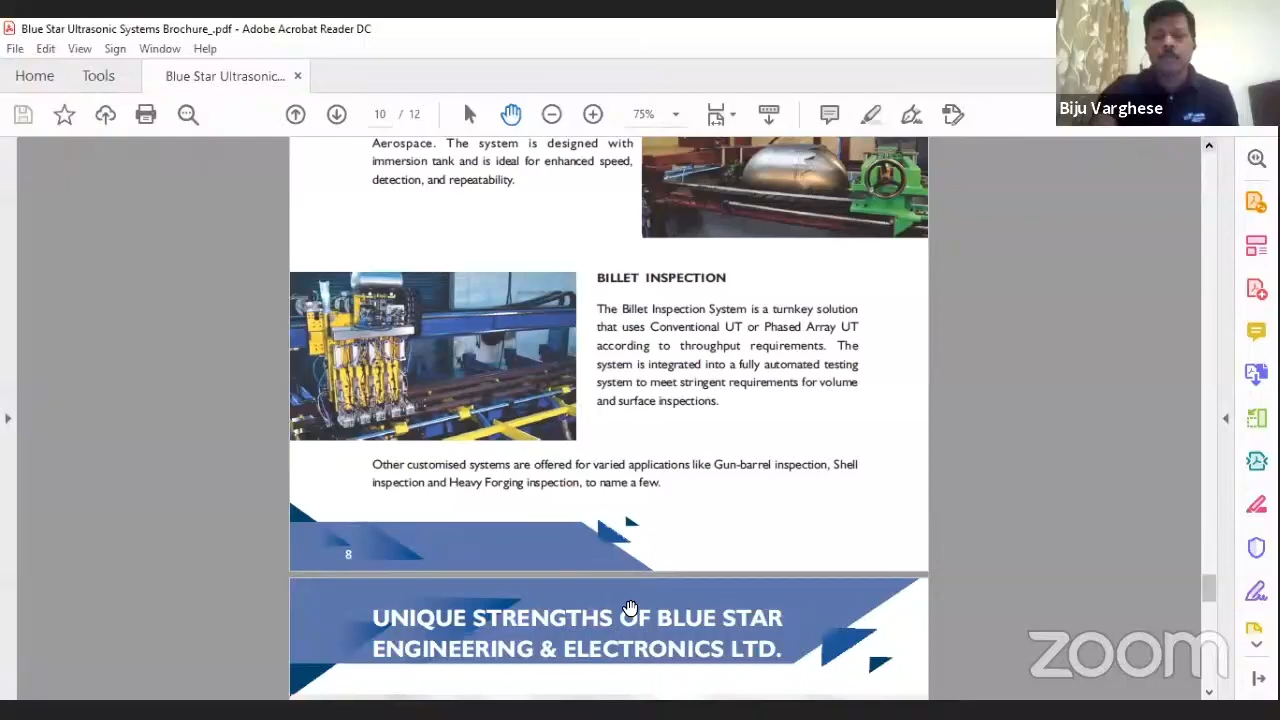 Blue Star Ultrasonic Systems Brochure_.pdf - Adobe Acrobat Reader DC
File Edit View Sign Window Help
Home Tools Blue Star Ultrasonic... ×
10 / 12 75%
Biju Varghese
Aerospace. The system is designed with
immersion tank and is ideal for enhanced speed,
detection, and repeatability.
BILLET INSPECTION
The Billet Inspection System is a turnkey solution
that uses Conventional UT or Phased Array UT
according to throughput requirements. The
system is integrated into a fully automated testing
system to meet stringent requirements for volume
and surface inspections.
Other customised systems are offered for varied applications like Gun-barrel inspection, Shell
inspection and Heavy Forging inspection, to name a few.
8
UNIQUE STRENGTHS OF BLUE STAR
ENGINEERING & ELECTRONICS LTD.
zoom